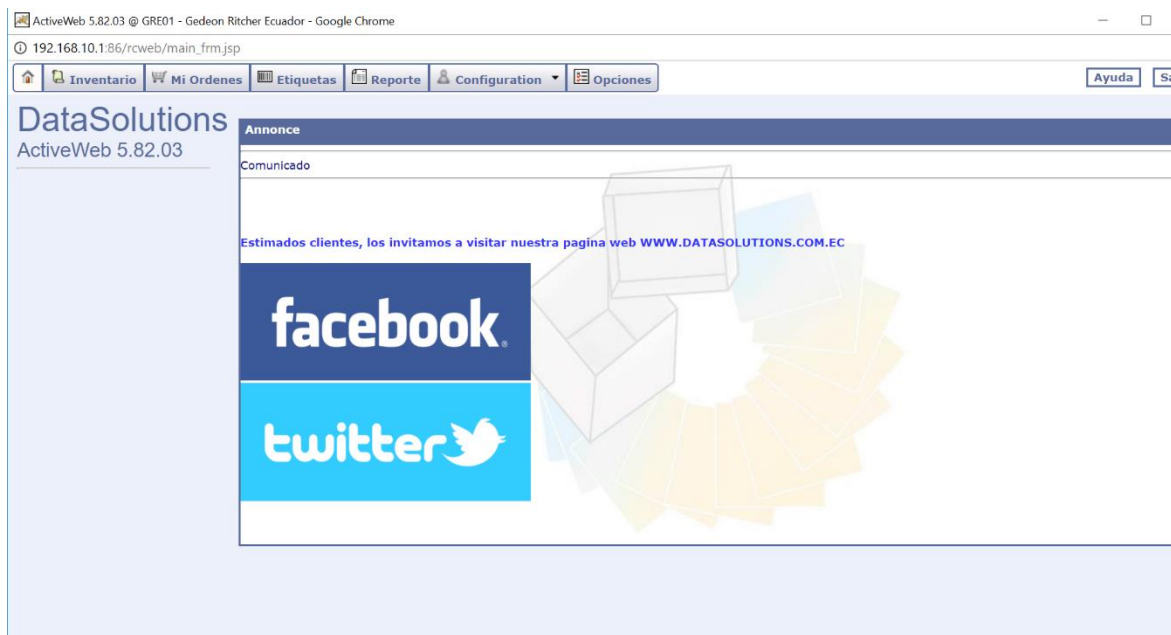 ActiveWeb 5.82.03 @ GRE01 - Gedeon Ritcher Ecuador - Google Chrome
192.168.10.1:86/rcweb/main_frm.jsp
Inventario Mi Ordenes Etiquetas Reporte Configuration Opciones Ayuda
DataSolutions
ActiveWeb 5.82.03
Annonce
Comunicado
Estimados clientes, los invitamos a visitar nuestra pagina web WWW.DATASOLUTIONS.COM.EC
facebook®
twitter